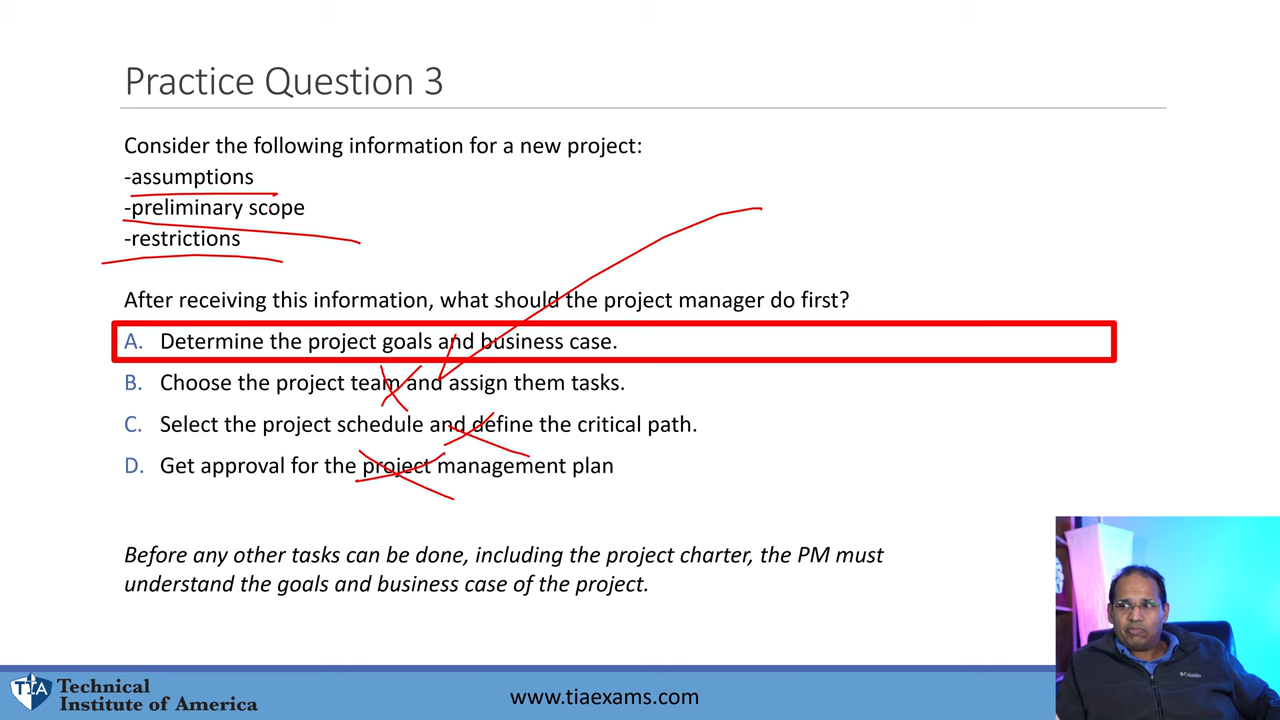 Practice Question 3
Consider the following information for a new project:
-assumptions
-preliminary scope
-restrictions
After receiving this information, what should the project manager do first?
A. Determine the project goals and business case.
B. Choose the project team and assign them tasks.
C. Select the project schedule and define the critical path.
D. Get approval for the project management plan
Before any other tasks can be done, including the project charter, the PM must
understand the goals and business case of the project.
TIA
Technical
Institute of America
www.tiaexams.com
Columbia